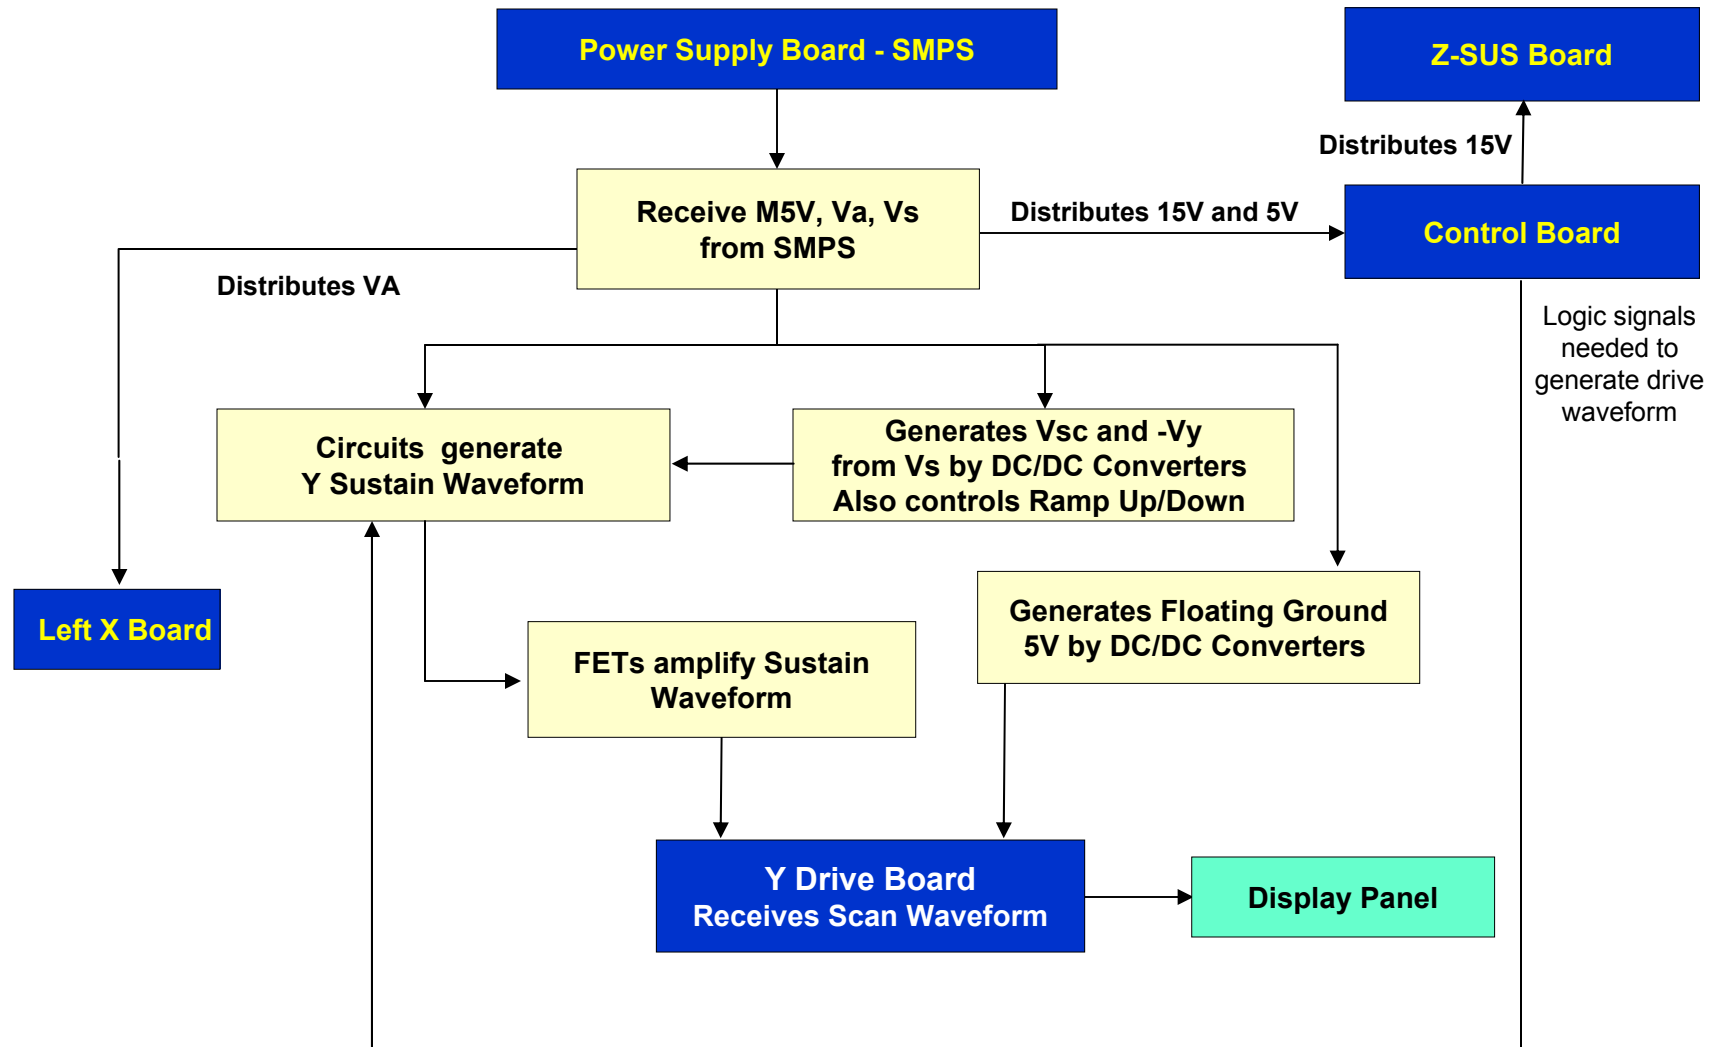 Power Supply Board - SMPS
Z-SUS Board
Distributes 15V
Receive M5V, Va, Vs
from SMPS
Distributes 15V and 5V
Control Board
Distributes VA
Logic signals
needed to
generate drive
waveform
Circuits generate
Y Sustain Waveform
Generates Vsc and -Vy
from Vs by DC/DC Converters
Also controls Ramp Up/Down
Left X Board
Generates Floating Ground
5V by DC/DC Converters
FETs amplify Sustain
Waveform
Y Drive Board
Receives Scan Waveform
Display Panel